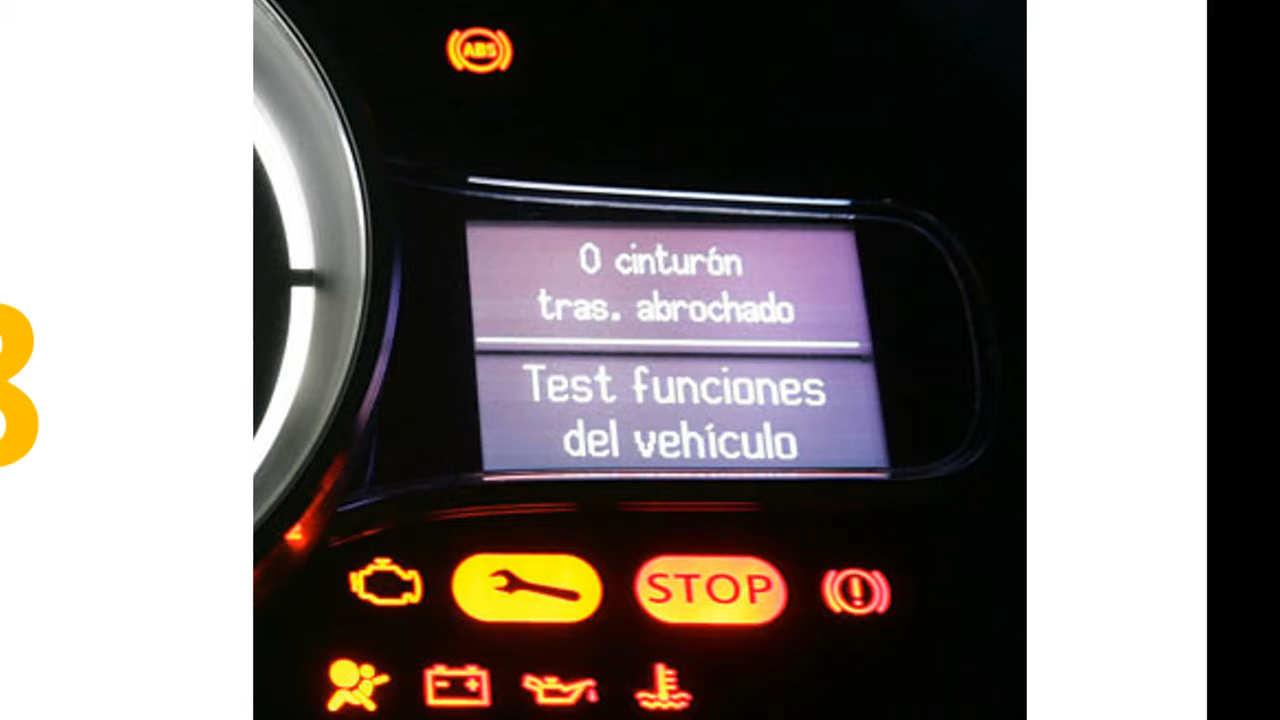 ABS
0 cinturón
tras. abrochado
Test funciones
del vehículo
STOP